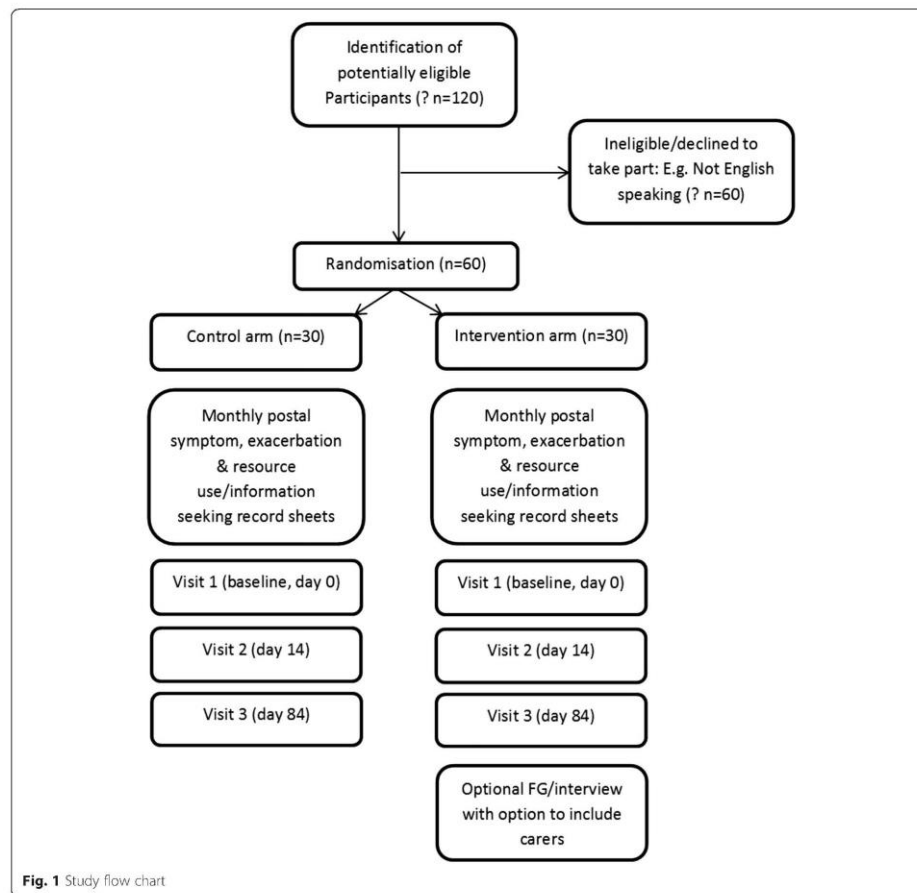 Identification of
potentially eligible
Participants (? n=120)
Ineligible/declined to
take part: E.g. Not English
speaking (? n=60)
Randomisation (n=60)
Control arm (n=30)
Intervention arm (n=30)
Monthly postal
symptom, exacerbation
& resource
use/information
seeking record sheets
Monthly postal
symptom, exacerbation
& resource
use/information
seeking record sheets
Visit 1 (baseline, day 0)
Visit 1 (baseline, day 0)
Visit 2 (day 14)
Visit 2 (day 14)
Visit 3 (day 84)
Visit 3 (day 84)
Optional FG/interview
with option to include
carers
Fig. 1 Study flow chart